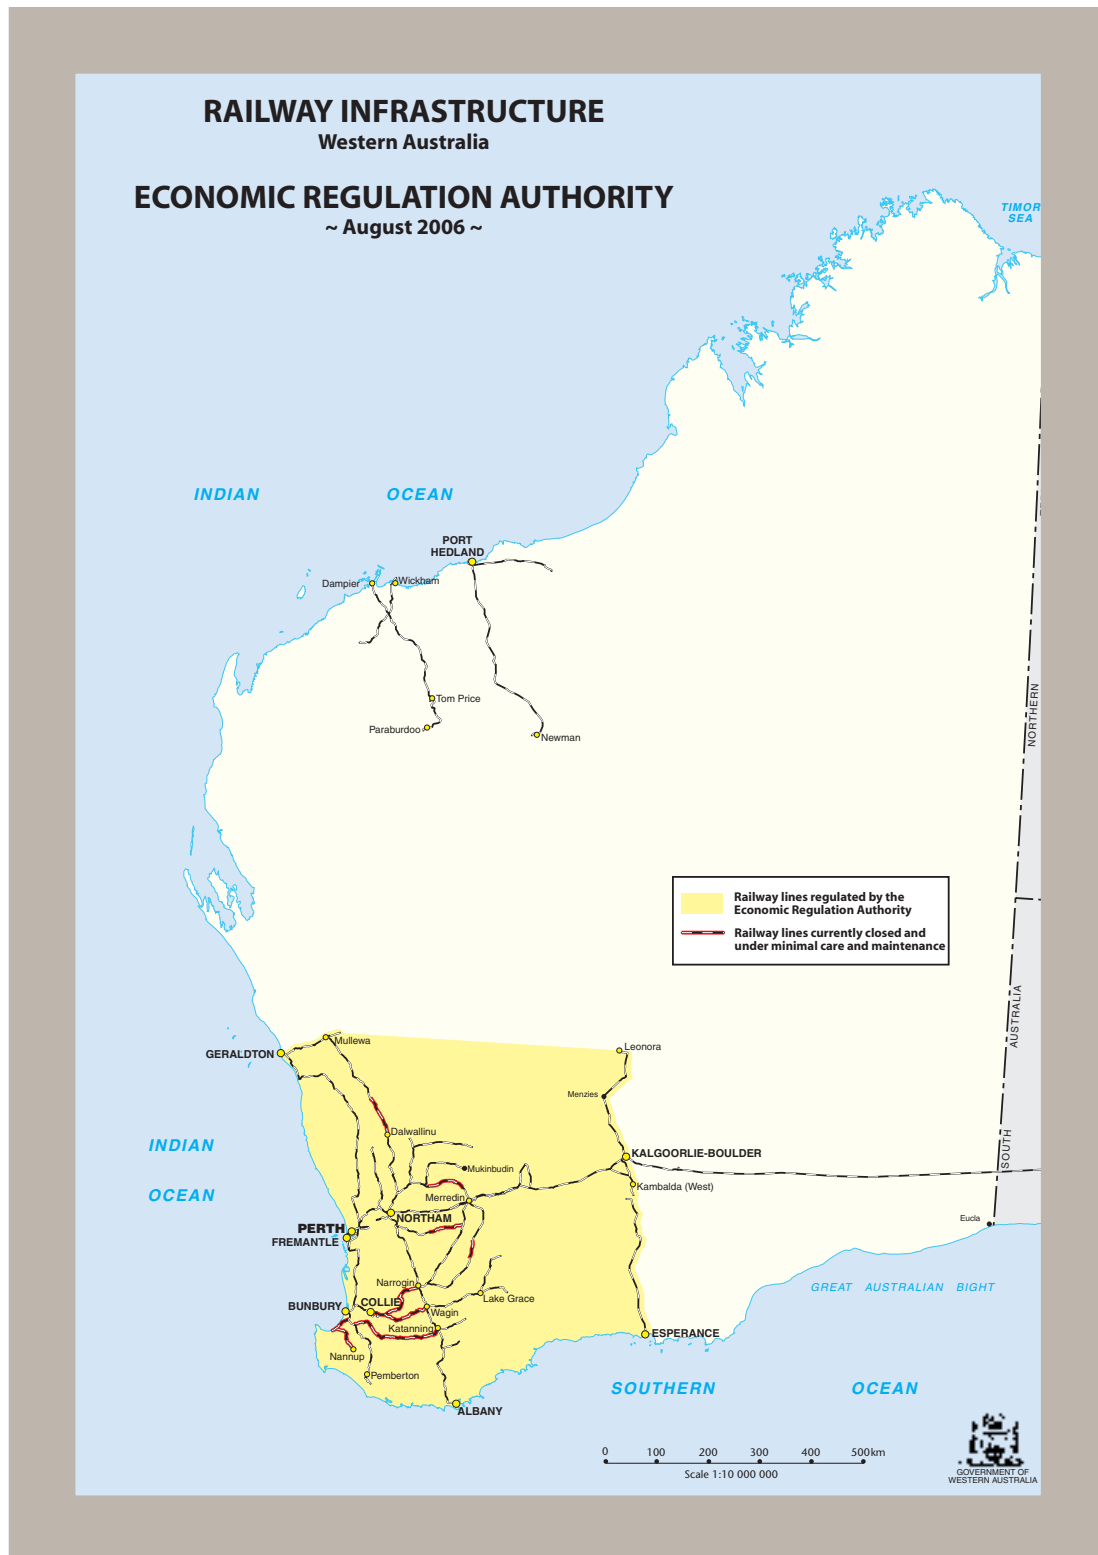 RAILWAY INFRASTRUCTURE
Western Australia
ECONOMIC REGULATION AUTHORITY
~ August 2006 ~
TIMOR
SEA
INDIAN OCEAN
PORT
HEDLAND
Dampier
Wickham
Tom Price
Paraburdoo
Newman
NORTHERN
Railway lines regulated by the
Economic Regulation Authority
Railway lines currently closed and
under minimal care and maintenance
SOUTH AUSTRALIA
Mullewa
GERALDTON
Leonora
Menzies
Dalwallinu
INDIAN
OCEAN
KALGOORLIE-BOULDER
Mukinbudin
Kambalda (West)
Merredin
NORTHAM
PERTH
FREMANTLE
Eucla
Narrogin
GREAT AUSTRALIAN BIGHT
Lake Grace
COLLIE
BUNBURY
Wagin
Katanning
ESPERANCE
Nannup
Pemberton
SOUTHERN OCEAN
ALBANY
0 100 200 300 400 500km
Scale 1:10 000 000
GOVERNMENT OF
WESTERN AUSTRALIA